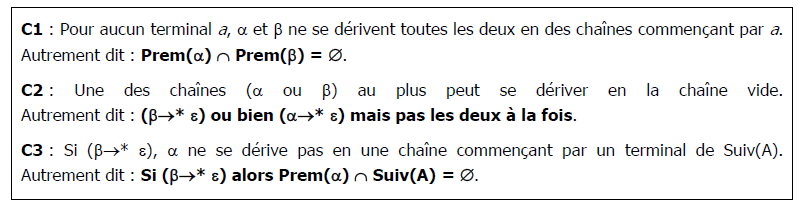 C1 : Pour aucun terminal a, α et β ne se dérivent toutes les deux en des chaînes commençant par a.
Autrement dit : Prem(α) ∩ Prem(β) = ∅.
C2 : Une des chaînes (α ou β) au plus peut se dériver en la chaîne vide.
Autrement dit : (β→* ε) ou bien (α→* ε) mais pas les deux à la fois.
C3 : Si (β→* ε), α ne se dérive pas en une chaîne commençant par un terminal de Suiv(A).
Autrement dit : Si (β→* ε) alors Prem(α) ∩ Suiv(A) = ∅.